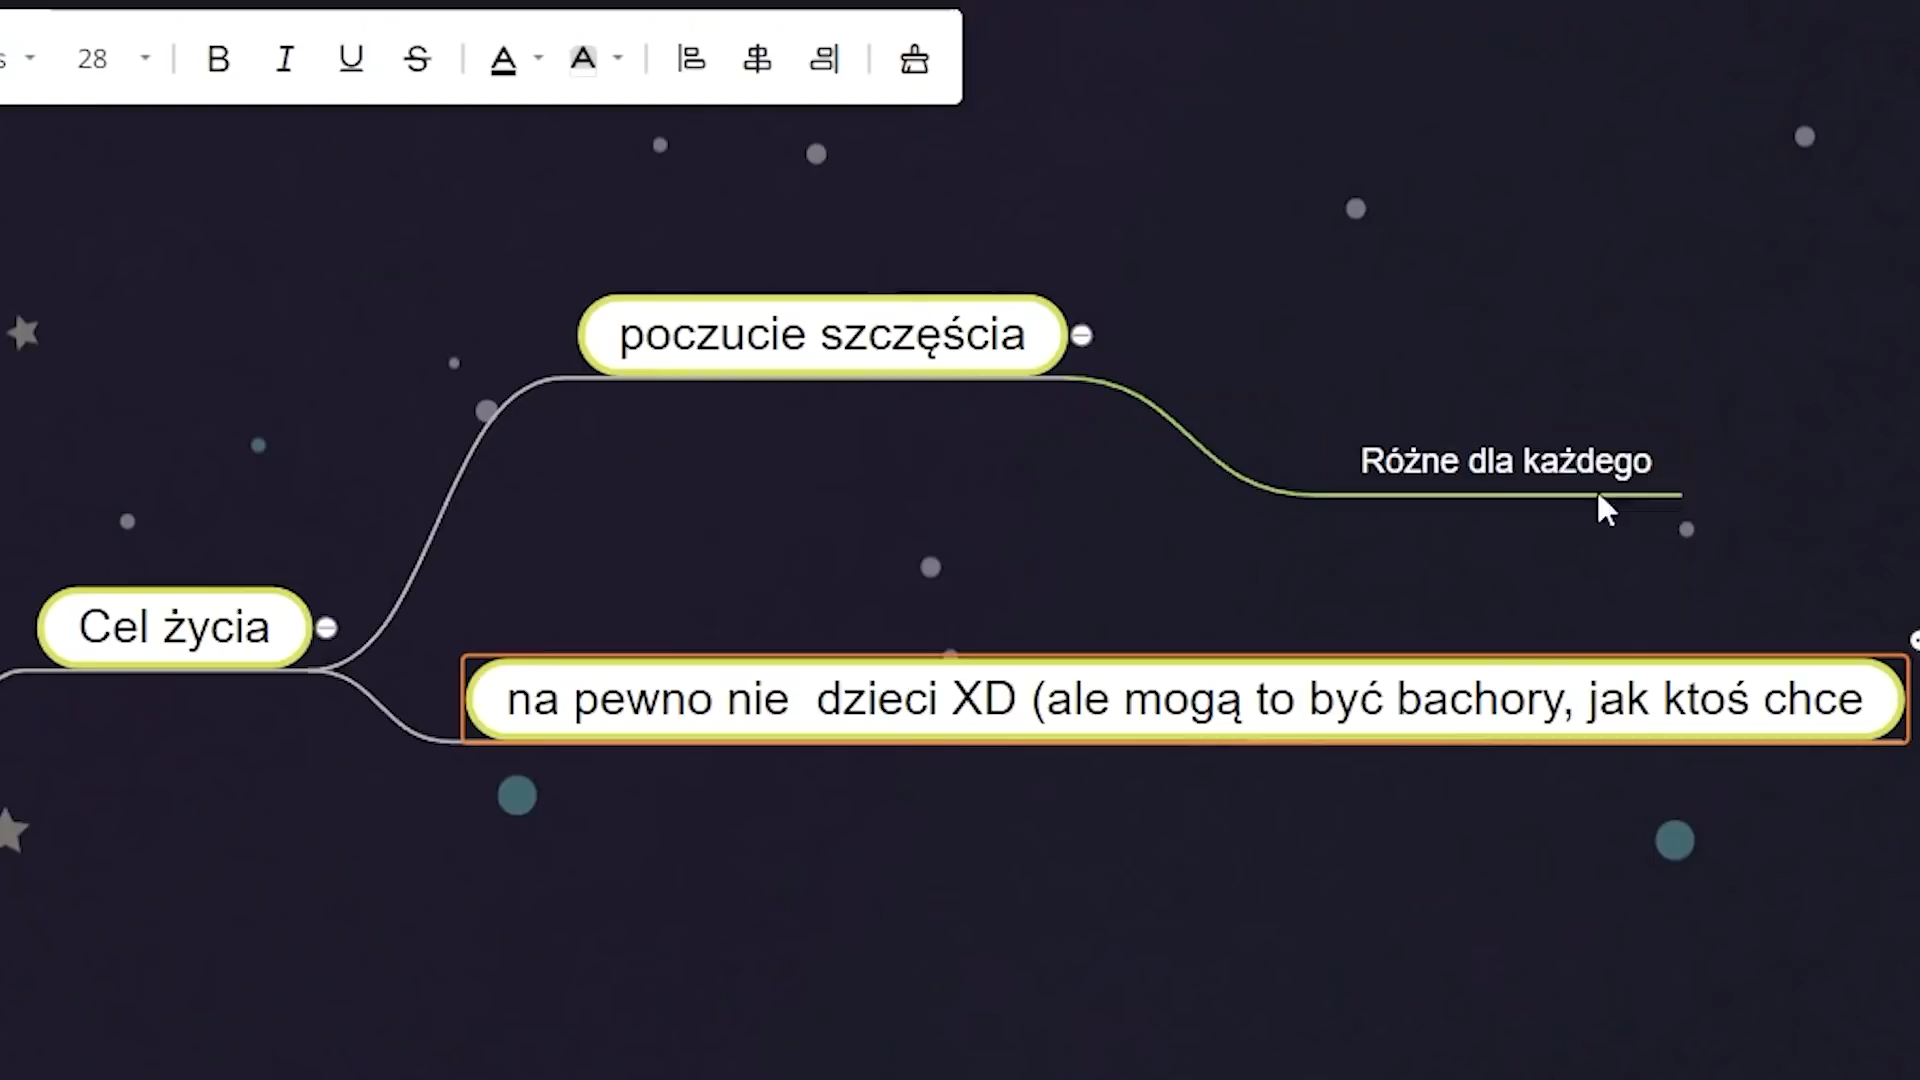 28
B I U S A A
poczucie szczęścia
Różne dla każdego
Cel życia
na pewno nie  dzieci XD (ale mogą to być bachory, jak ktoś chce